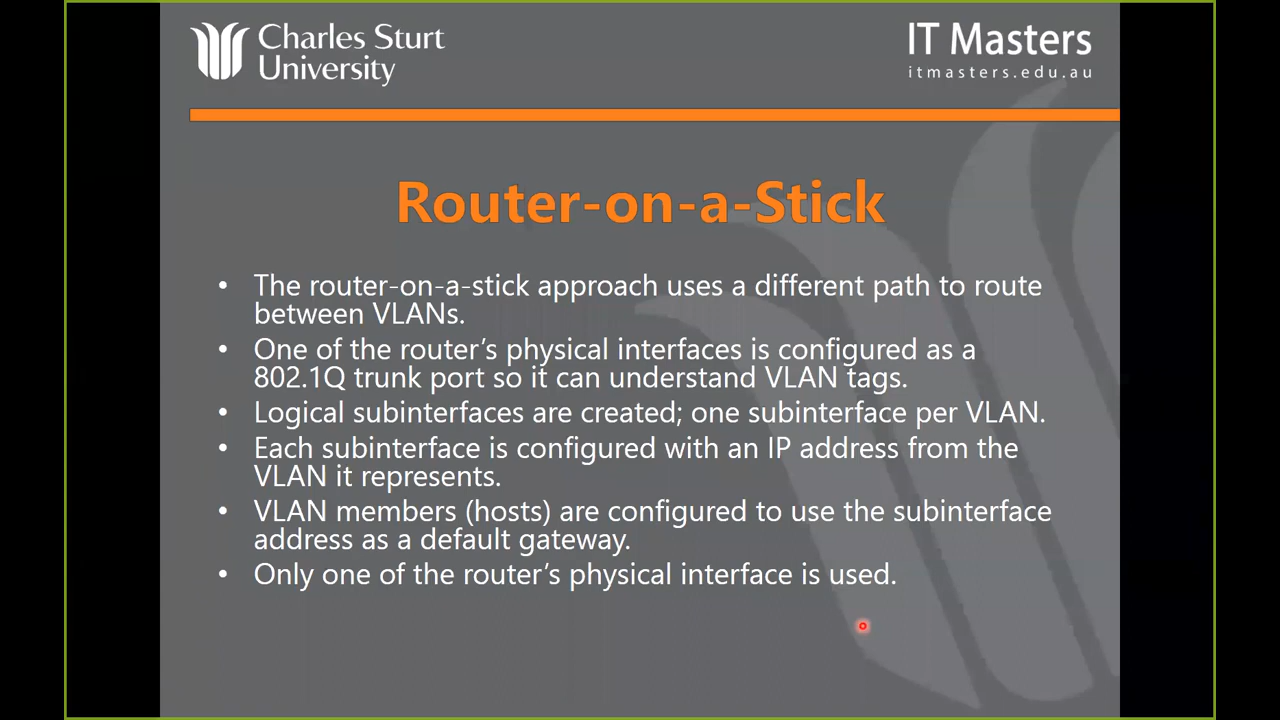 Charles Sturt
University
IT Masters
itmasters.edu.au
Router-on-a-Stick
• The router-on-a-stick approach uses a different path to route
between VLANs.
• One of the router’s physical interfaces is configured as a
802.1Q trunk port so it can understand VLAN tags.
• Logical subinterfaces are created; one subinterface per VLAN.
• Each subinterface is configured with an IP address from the
VLAN it represents.
• VLAN members (hosts) are configured to use the subinterface
address as a default gateway.
• Only one of the router’s physical interface is used.